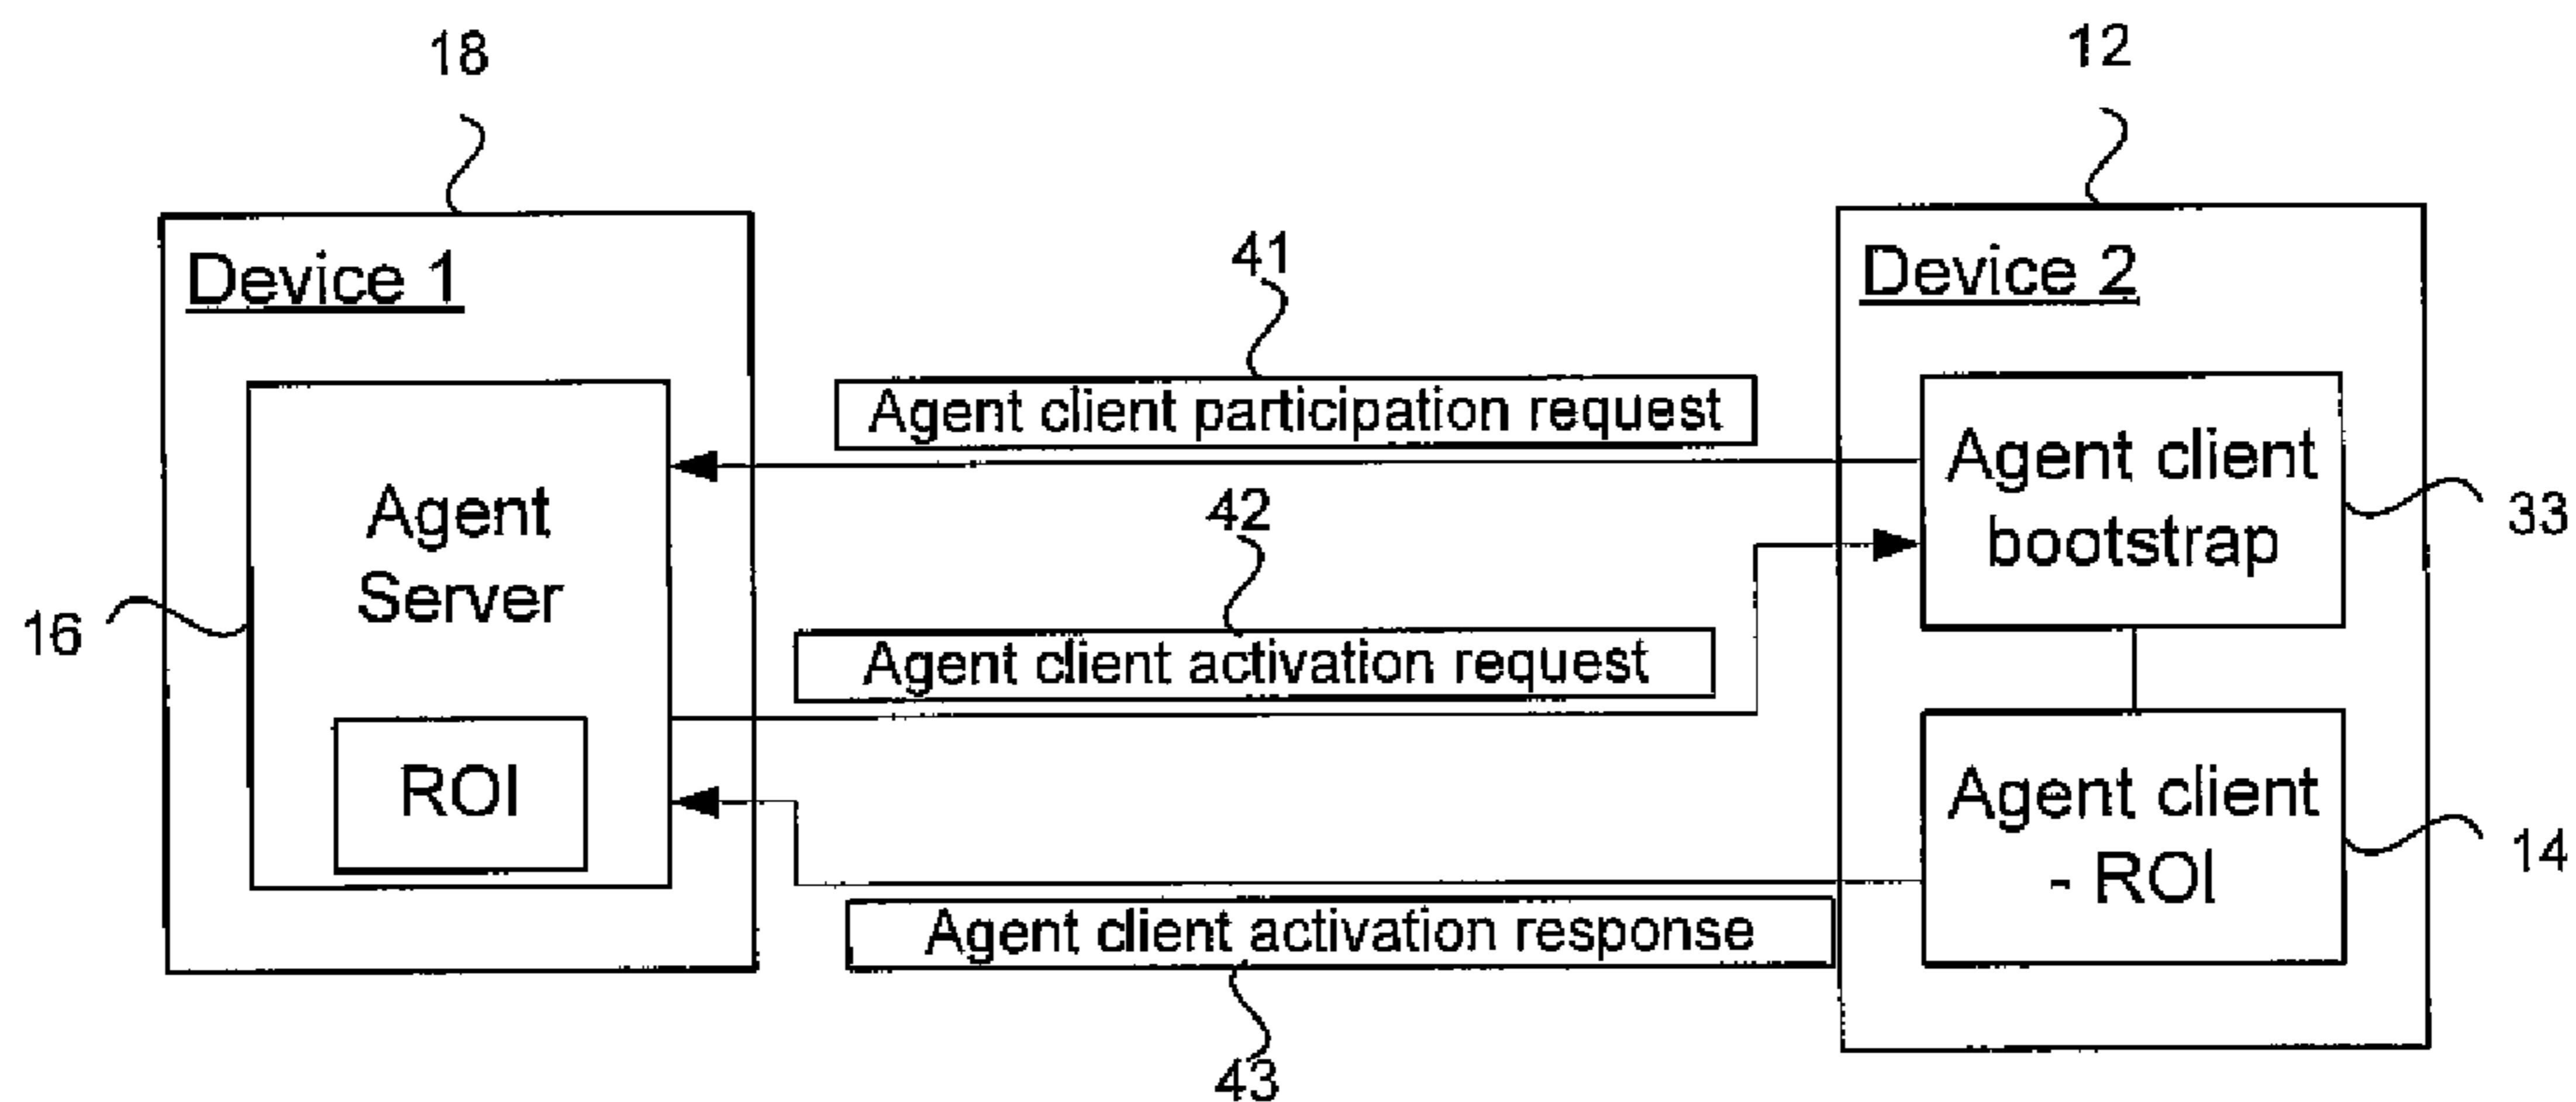 18
12
Device 1
Device 2
41
Agent client participation request
Agent client
bootstrap
33
Agent
Server
42
16
Agent client activation request
ROI
Agent client
- ROI
14
Agent client activation response
43